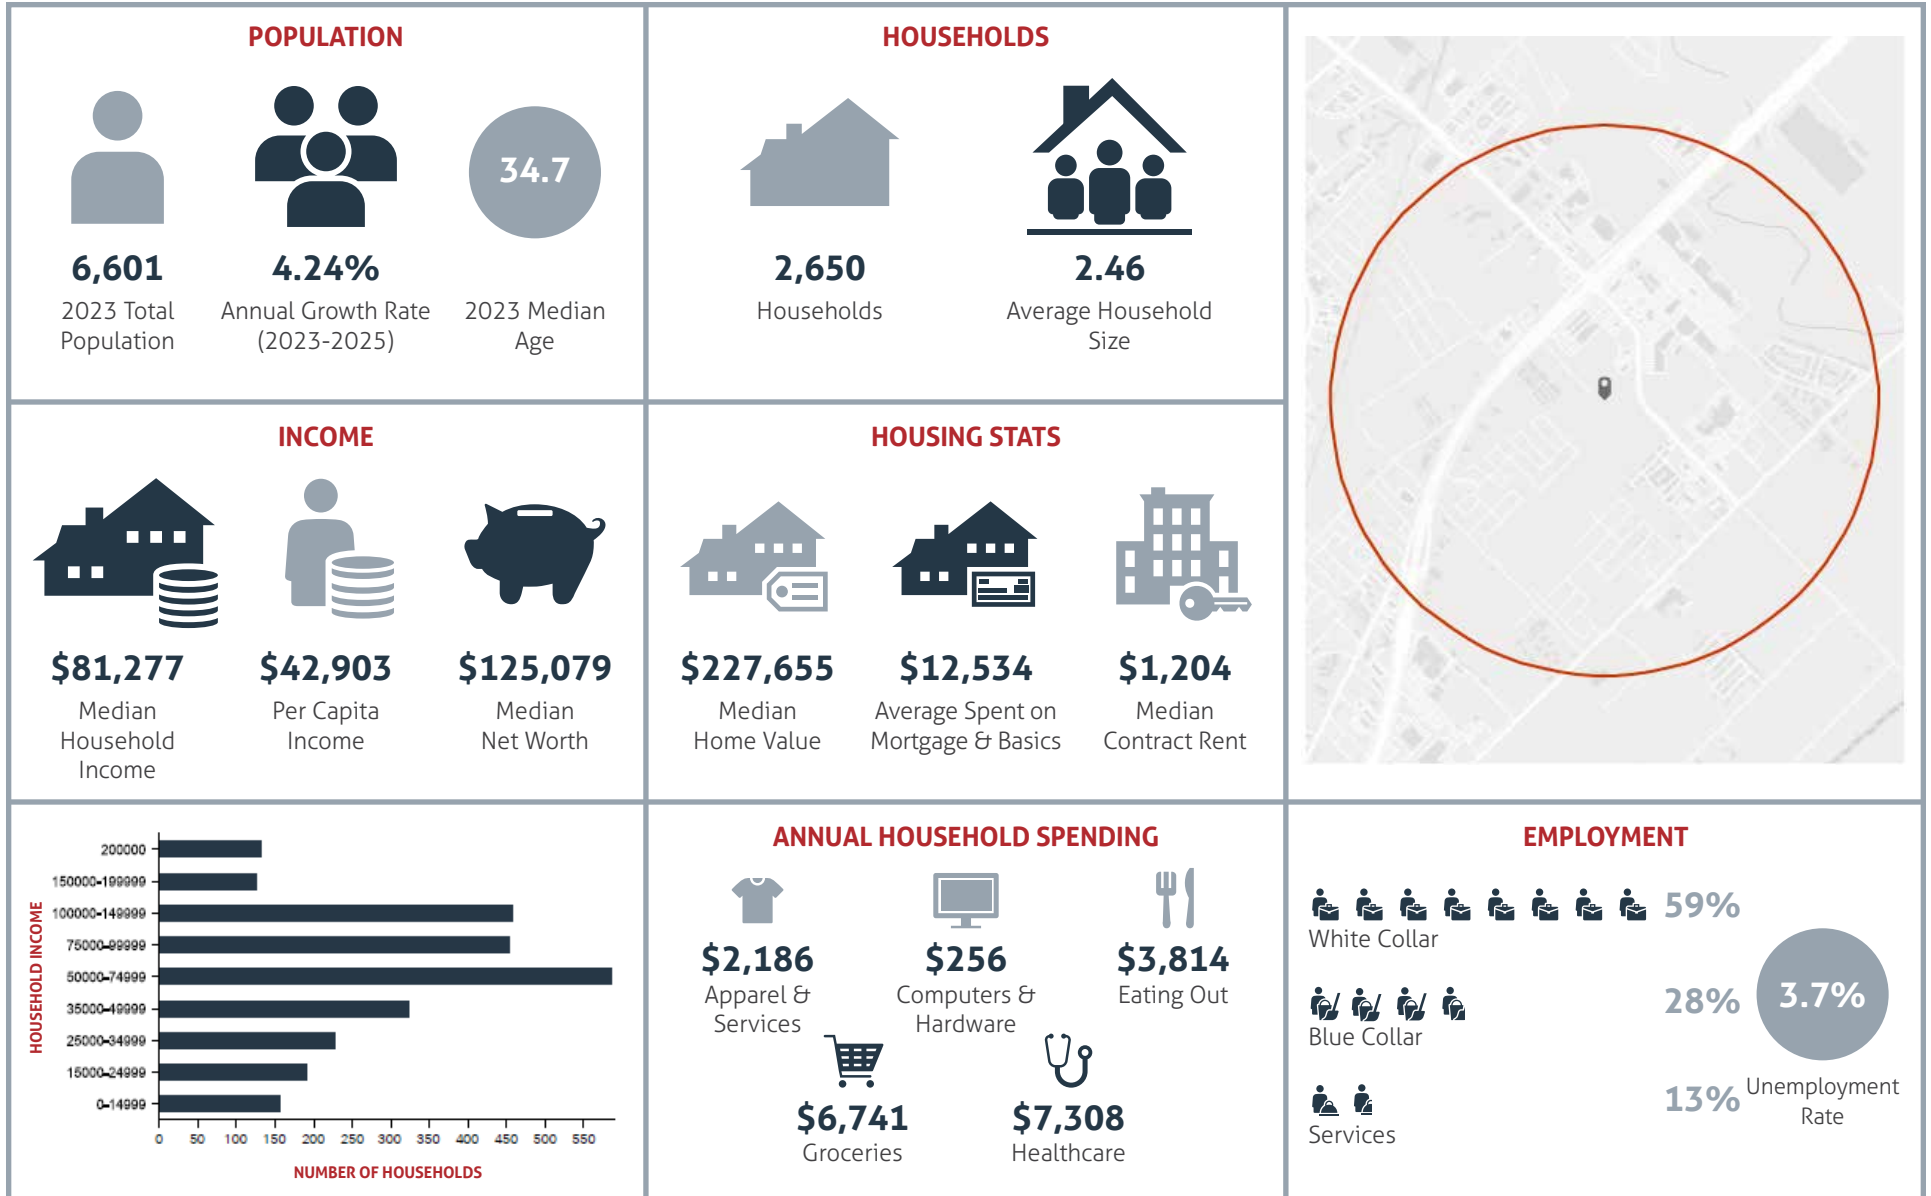 POPULATION
34.7
6,601
2023 Total
Population
4.24%
Annual Growth Rate
(2023-2025)
2023 Median
Age
HOUSEHOLDS
2,650
Households
2.46
Average Household
Size
INCOME
$81,277
Median
Household
Income
$42,903
Per Capita
Income
$125,079
Median
Net Worth
HOUSING STATS
$227,655
Median
Home Value
$12,534
Average Spent on
Mortgage & Basics
$1,204
Median
Contract Rent
HOUSEHOLD INCOME
200000
150000-199999
100000-149999
75000-99999
50000-74999
35000-49999
25000-34999
15000-24999
0-14999
0 50 100 150 200 250 300 350 400 450 500 550
NUMBER OF HOUSEHOLDS
ANNUAL HOUSEHOLD SPENDING
$2,186
Apparel &
Services
$256
Computers &
Hardware
$3,814
Eating Out
$6,741
Groceries
$7,308
Healthcare
EMPLOYMENT
59%
White Collar
28%
Blue Collar
13%
Services
3.7%
Unemployment
Rate